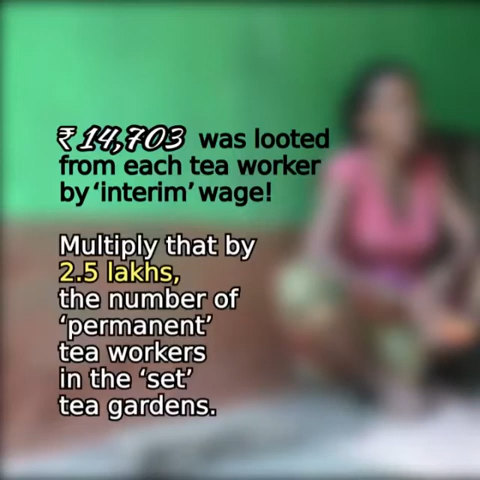 ₹ 14,703 was looted
from each tea worker
by ‘interim’ wage!
Multiply that by
2.5 lakhs,
the number of
‘permanent’
tea workers
in the ‘set’
tea gardens.